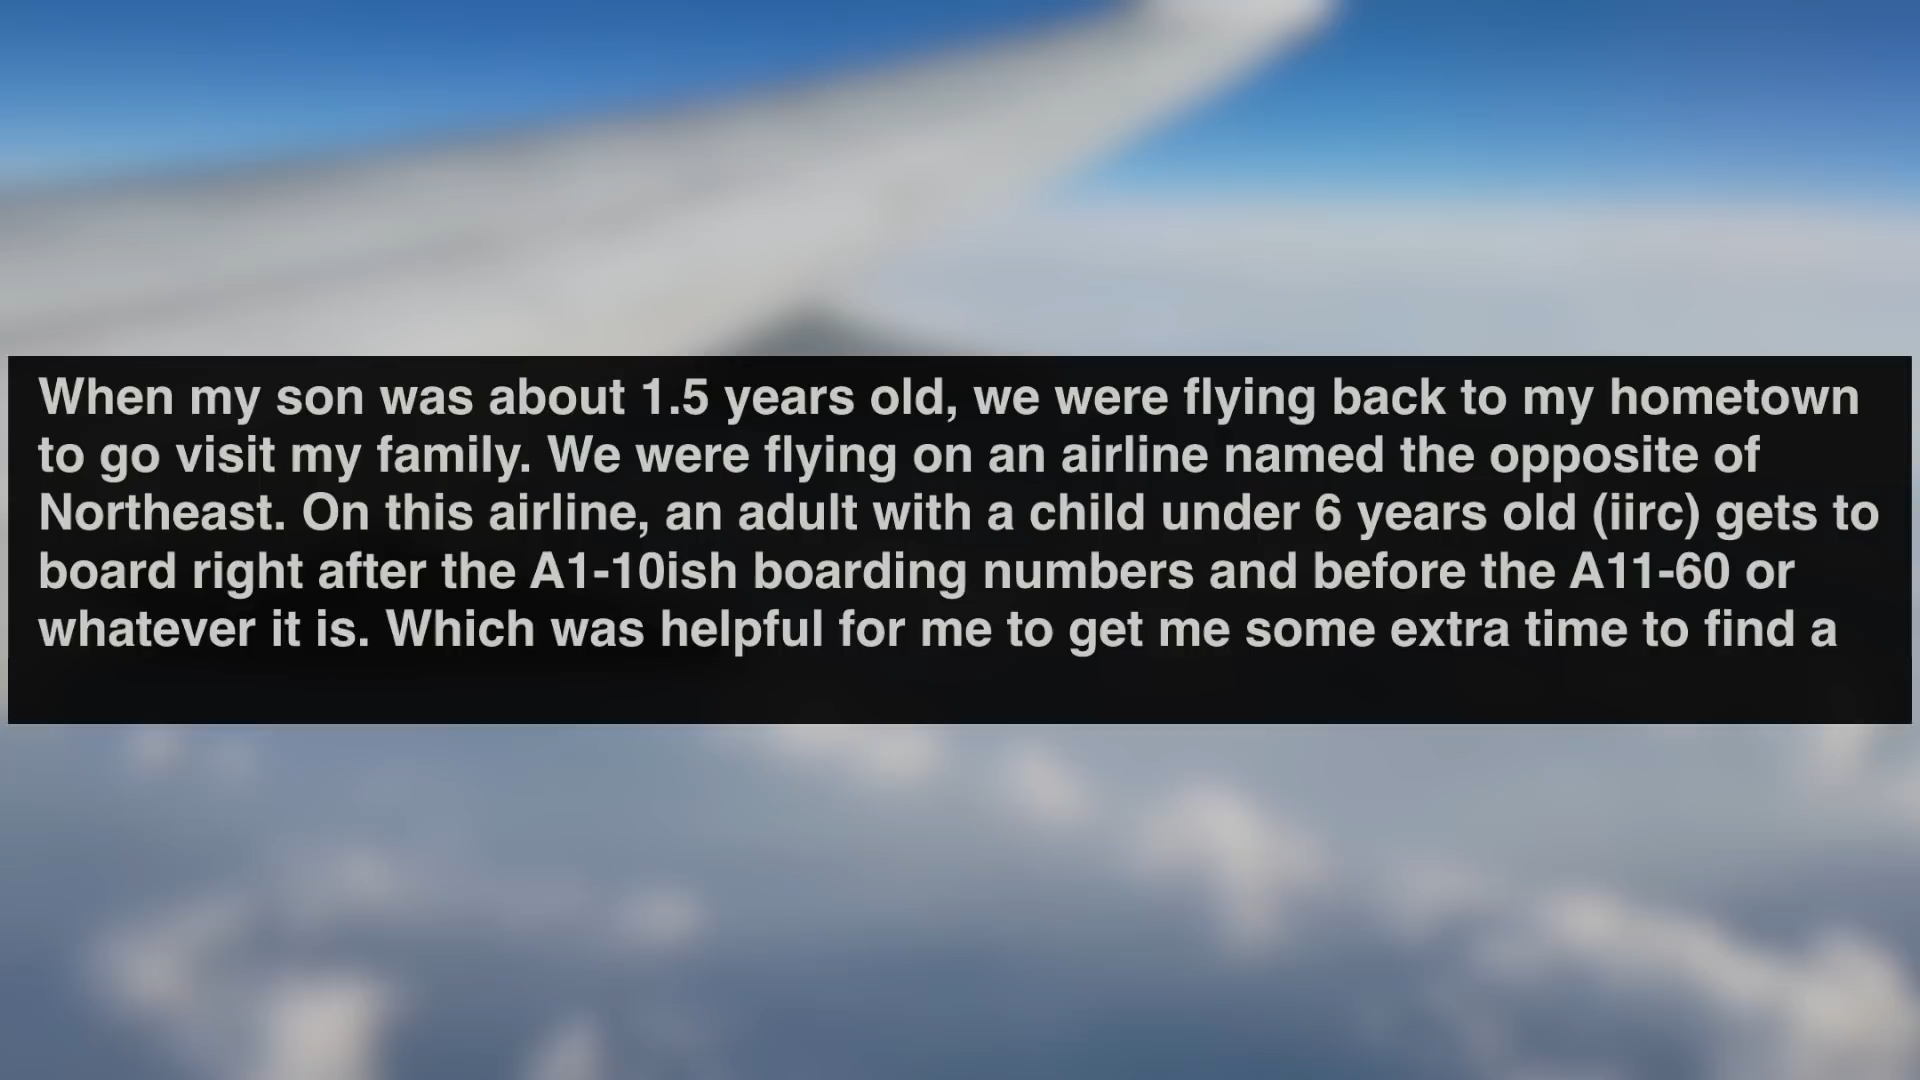 When my son was about 1.5 years old, we were flying back to my hometown
to go visit my family. We were flying on an airline named the opposite of
Northeast. On this airline, an adult with a child under 6 years old (iirc) gets to
board right after the A1-10ish boarding numbers and before the A11-60 or
whatever it is. Which was helpful for me to get me some extra time to find a